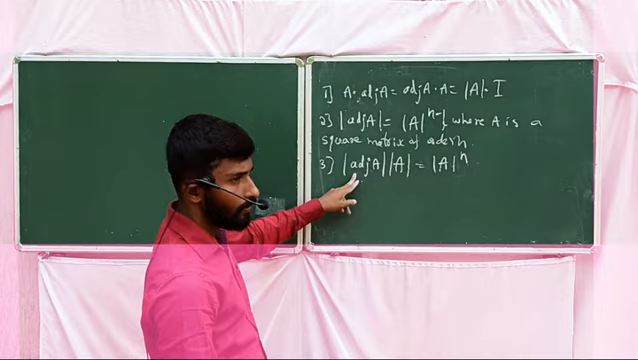 1) A. adjA = adjA . A = |A|. I
2) |adjA| = |A|^{n-1} where A is a
square matrix of order n.
3) |adjA||A| = |A|^n